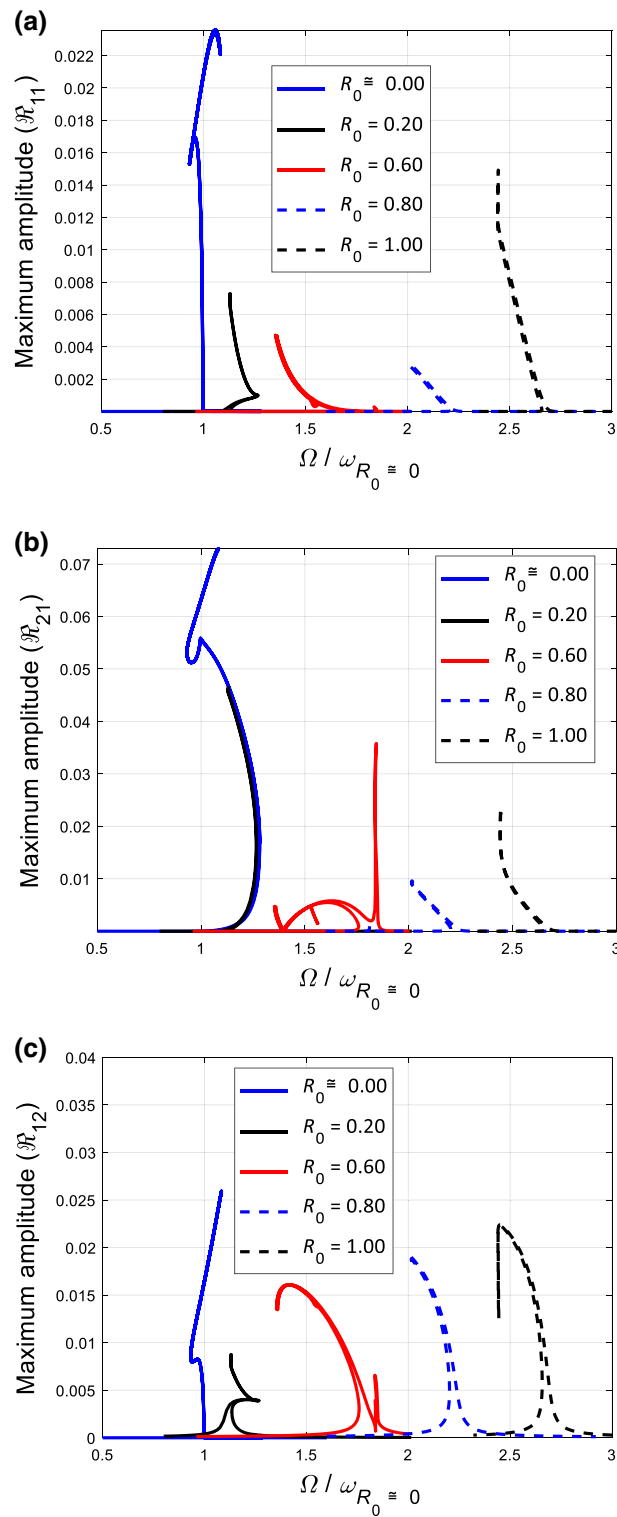 (a)
Maximum amplitude (ℜ11)
0.022
0.02
0.018
0.016
0.014
0.012
0.01
0.008
0.006
0.004
0.002
R0 ≅ 0.00
R0 = 0.20
R0 = 0.60
R0 = 0.80
R0 = 1.00
0.5 1 1.5 2 2.5 3
Ω / ωR0 ≅ 0
(b)
Maximum amplitude (ℜ21)
0.07
0.06
0.05
0.04
0.03
0.02
0.01
R0 ≅ 0.00
R0 = 0.20
R0 = 0.60
R0 = 0.80
R0 = 1.00
0.5 1 1.5 2 2.5 3
Ω / ωR0 ≅ 0
(c)
Maximum amplitude (ℜ12)
0.04
0.035
0.03
0.025
0.02
0.015
0.01
0.005
0
R0 ≅ 0.00
R0 = 0.20
R0 = 0.60
R0 = 0.80
R0 = 1.00
0.5 1 1.5 2 2.5 3
Ω / ωR0 ≅ 0